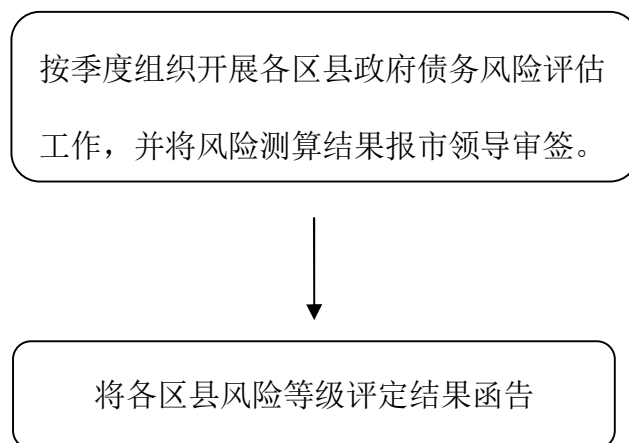 按季度组织开展各区县政府债务风险评估
工作，并将风险测算结果报市领导审签。
将各区县风险等级评定结果函告